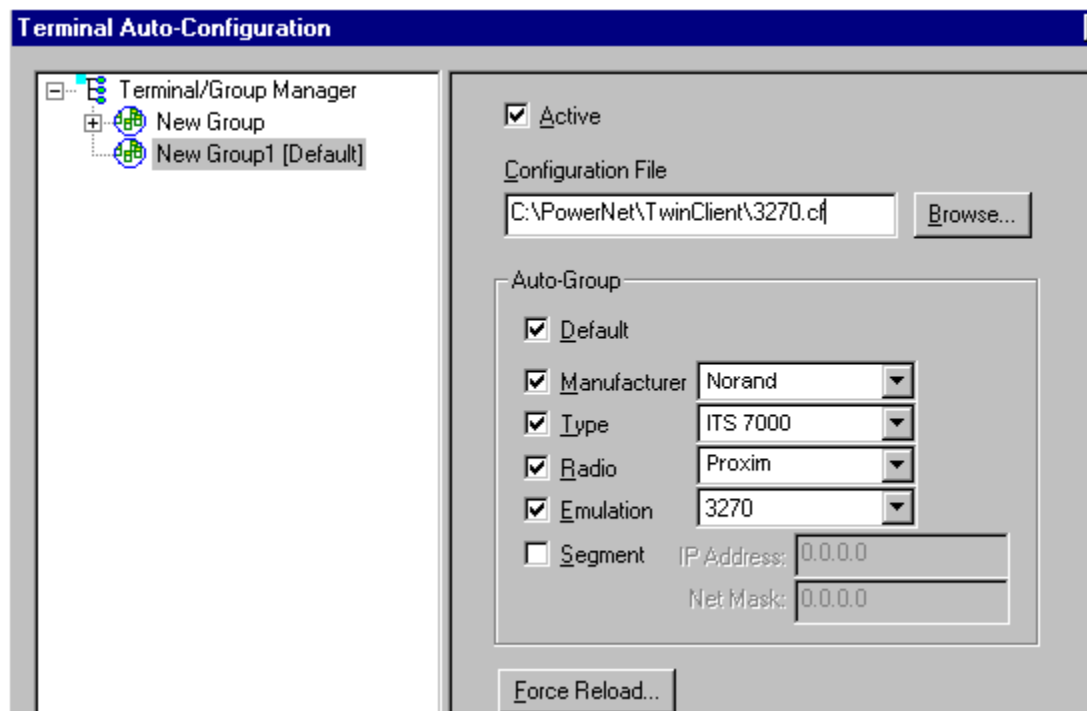 Terminal Auto-Configuration
Terminal/Group Manager
New Group
New Group1 [Default]
Active
Configuration File
C:\PowerNet\TwinClient\3270.cf
Browse...
Auto-Group
Default
Manufacturer Norand
Type ITS 7000
Radio Proxim
Emulation 3270
Segment IP Address: 0.0.0.0
Net Mask: 0.0.0.0
Force Reload...